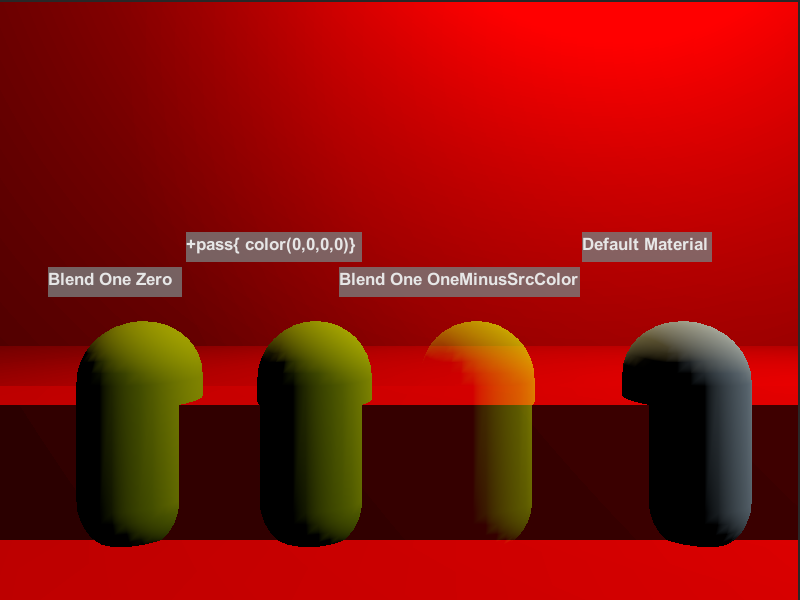 +pass{ color(0,0,0,0)}
Default Material
Blend One Zero
Blend One OneMinusSrcColor